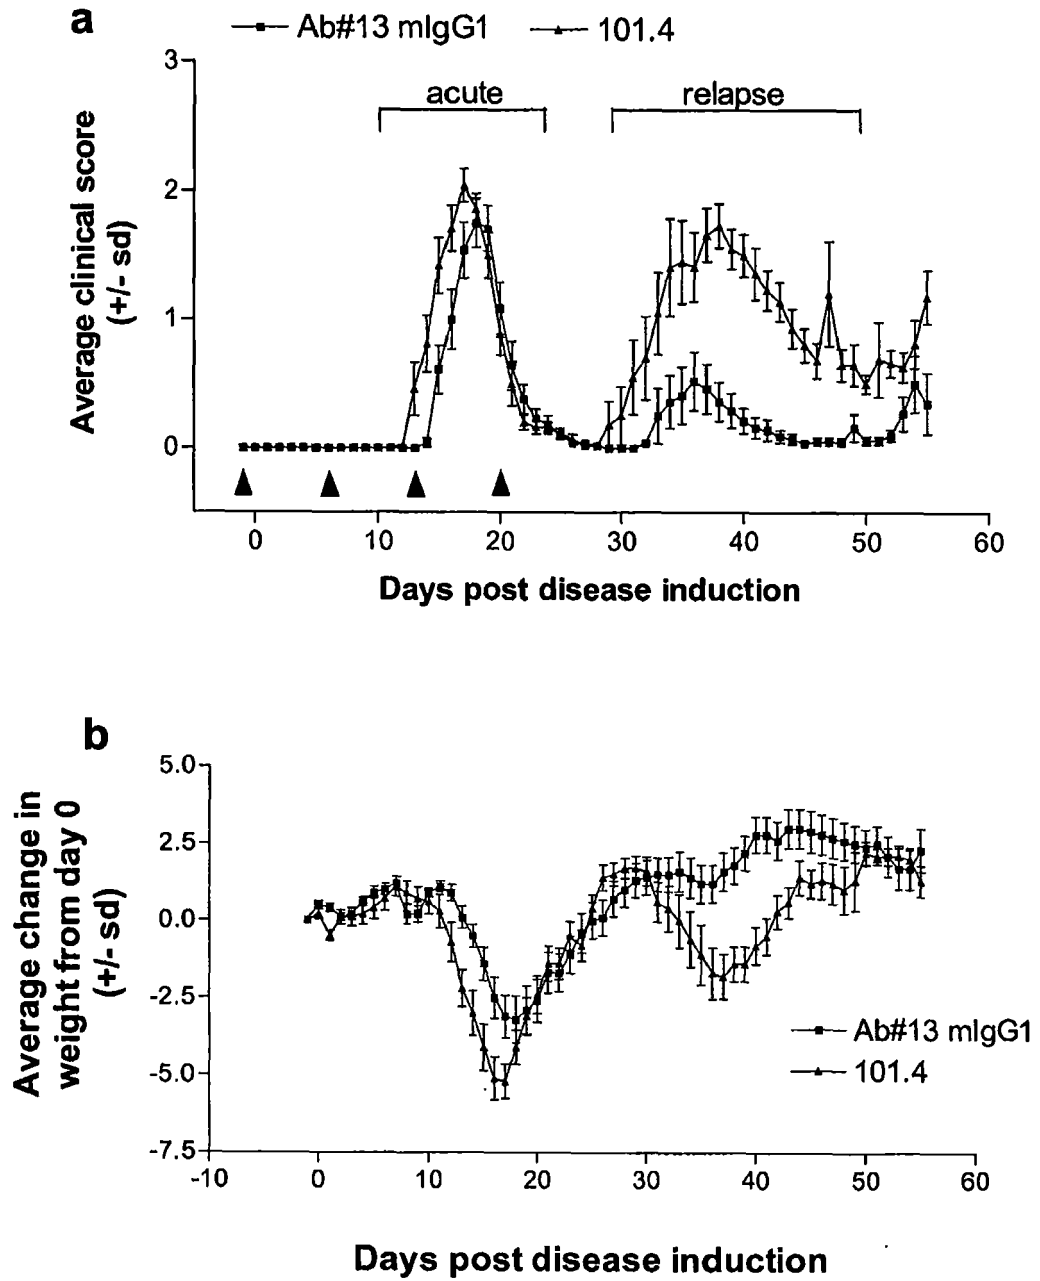 a
Ab#13 mIgG1 101.4
acute relapse
Average clinical score
(+/- sd)
3
2
1
0
0 10 20 30 40 50 60
Days post disease induction
b
Average change in
weight from day 0
(+/- sd)
5.0
2.5
0.0
-2.5
-5.0
-7.5
Ab#13 mIgG1
101.4
-10 0 10 20 30 40 50 60
Days post disease induction